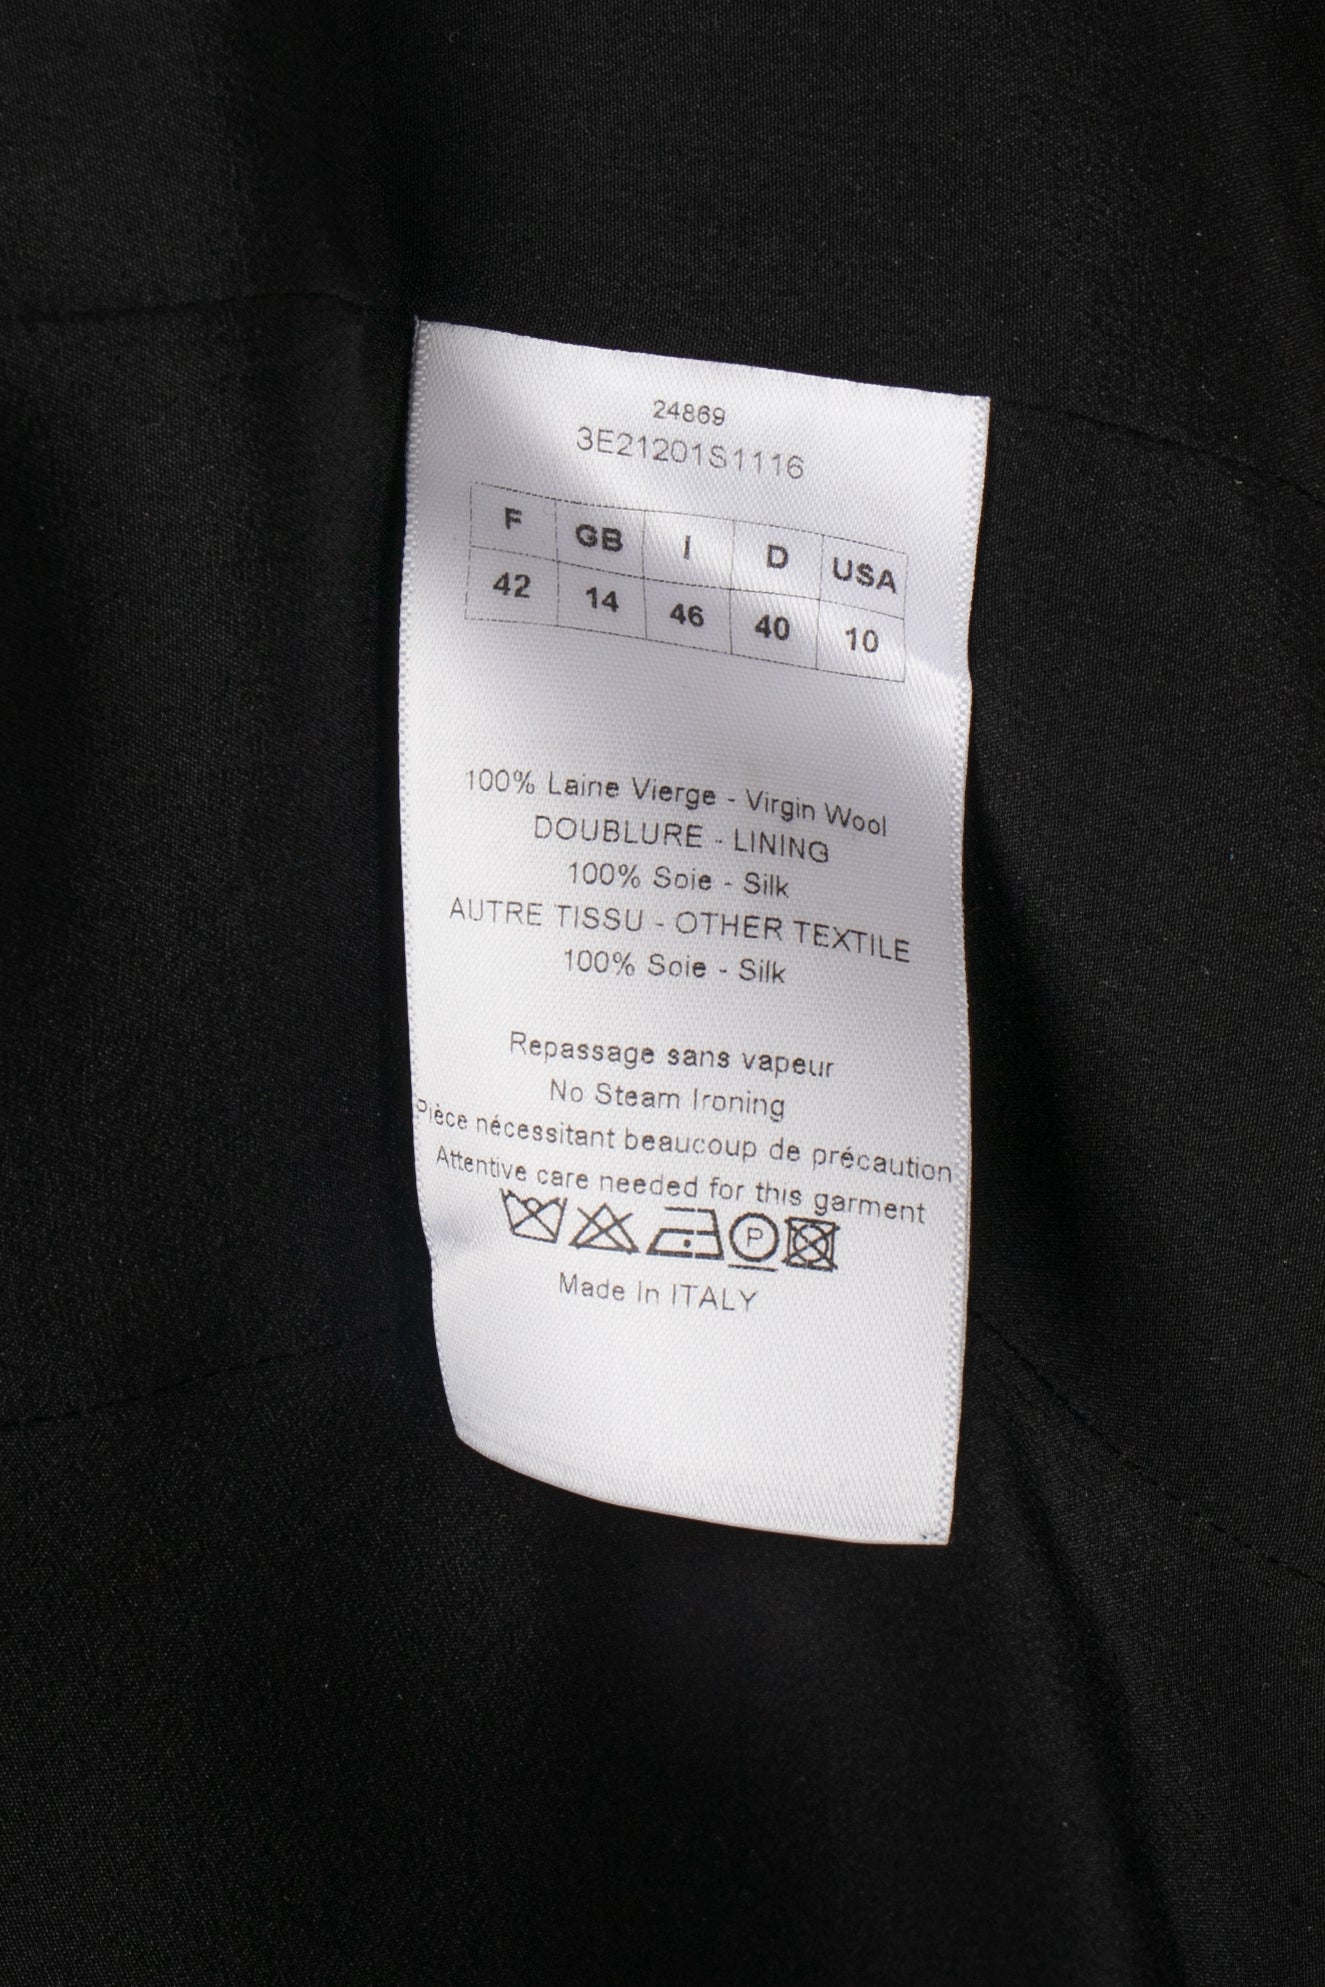 24869
3E21201S1116
F GB I D USA
42 14 46 40 10
100% Laine Vierge - Virgin Wool
DOUBLURE - LINING
100% Soie - Silk
AUTRE TISSU - OTHER TEXTILE
100% Soie - Silk
Repassage sans vapeur
No Steam Ironing
Pièce nécessitant beaucoup de précaution
Attentive care needed for this garment
P
Made In ITALY